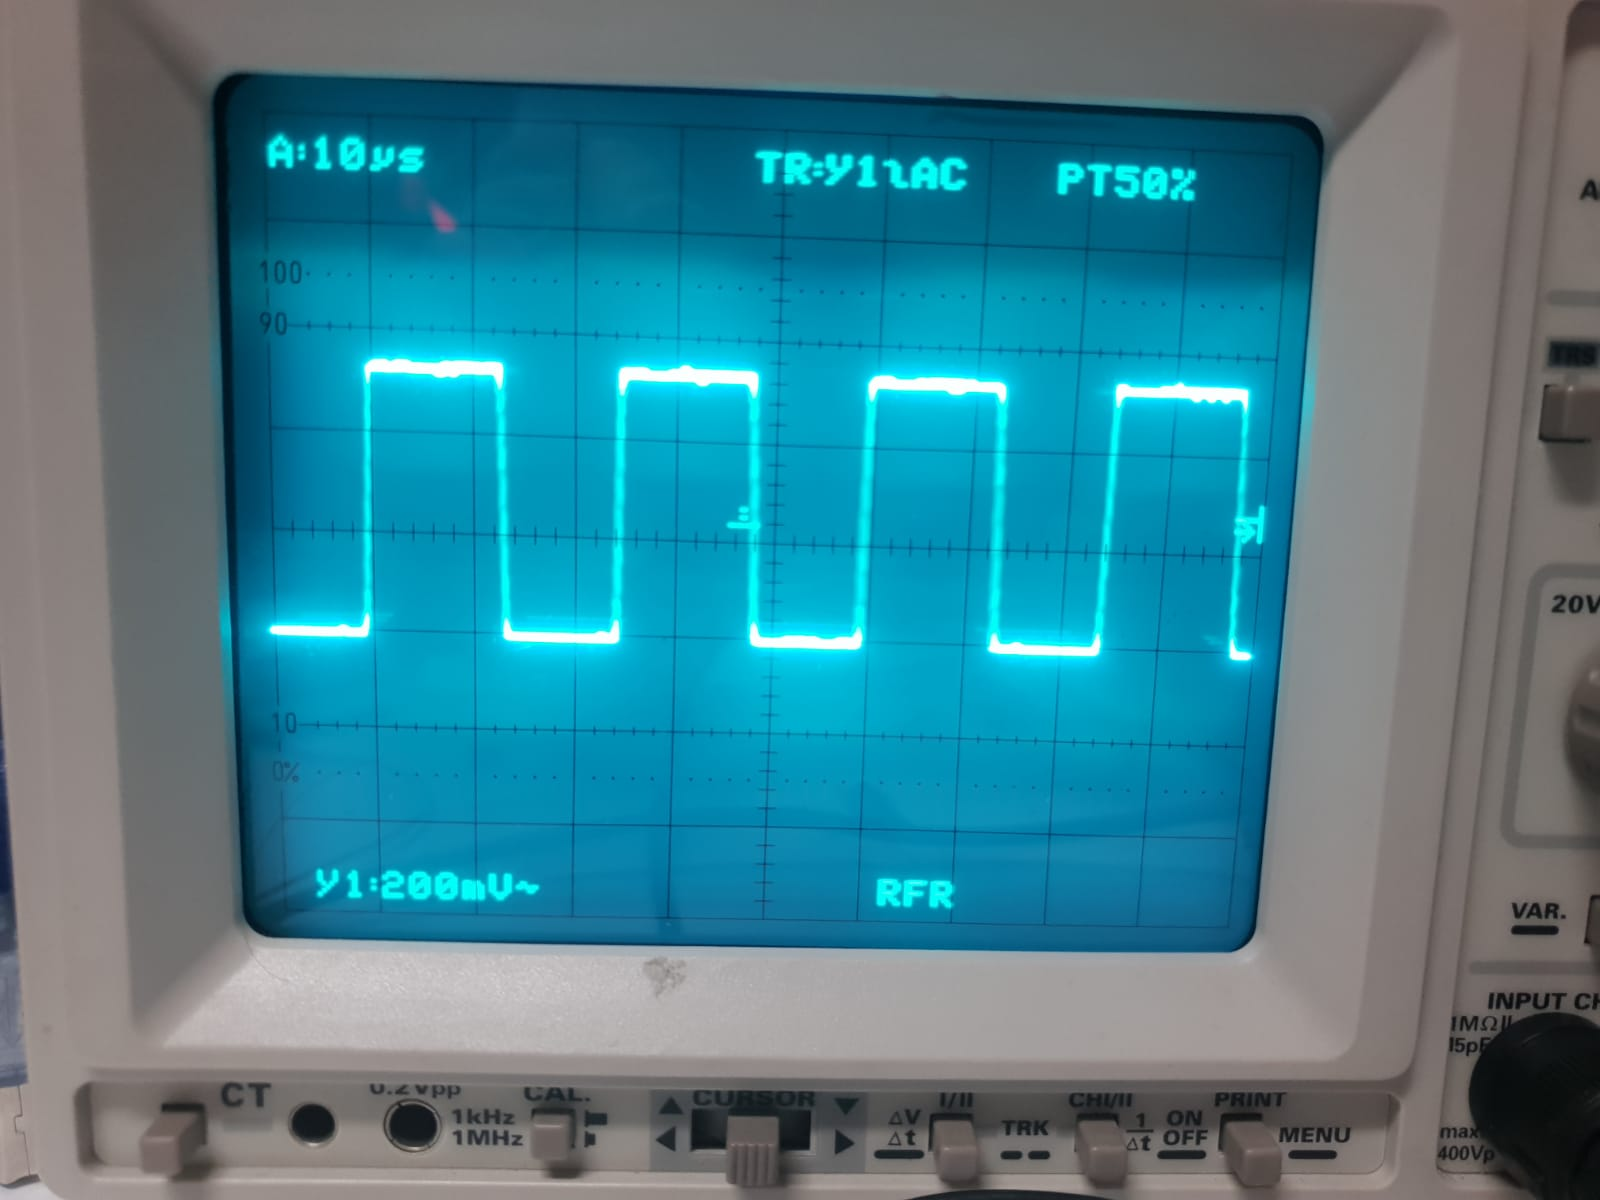 A:10µs TR:Y1~AC PT50%
100
90
10
0%
Y1:200mV~ RFR
TRS
20V
VAR.
INPUT CH
1MΩ||
15pF
max.
400Vp
CT
0.2Vpp
1kHz
1MHz
CAL.
CURSOR
ΔV
Δt
I/II
TRK
CHI/II
1
Δt
ON
OFF
PRINT
MENU